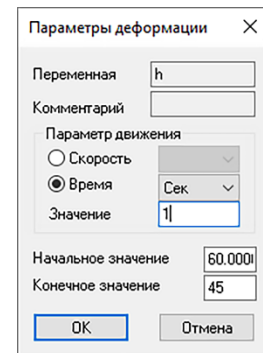 Параметры деформации
Переменная h
Комментарий
Параметр движения
Скорость
Время Сек
Значение 1
Начальное значение 60.000
Конечное значение 45
OK Отмена